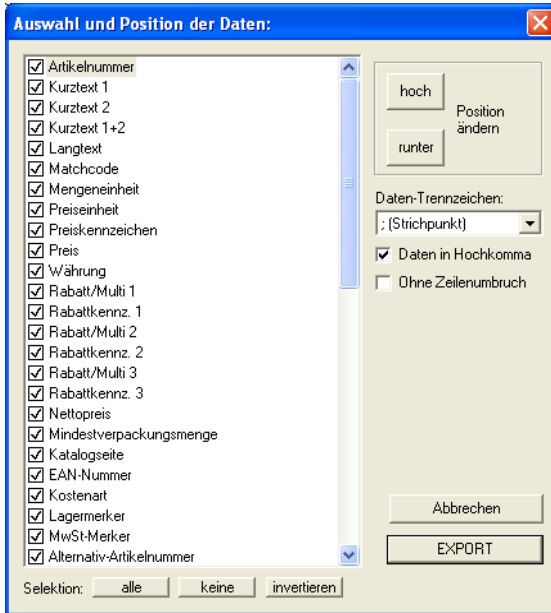 Auswahl und Position der Daten:
Artikelnummer
Kurztext 1
Kurztext 2
Kurztext 1+2
Langtext
Matchcode
Mengeneinheit
Preiseinheit
Preiskennzeichen
Preis
Währung
Rabatt/Multi 1
Rabattkennz. 1
Rabatt/Multi 2
Rabattkennz. 2
Rabatt/Multi 3
Rabattkennz. 3
Nettopreis
Mindestverpackungsmenge
Katalogseite
EAN-Nummer
Kostenart
Lagermerker
MwSt-Merker
Alternativ-Artikelnummer
Selektion: alle keine invertieren
hoch
runter
Position
ändern
Daten-Trennzeichen:
; (Strichpunkt)
Daten in Hochkomma
Ohne Zeilenumbruch
Abbrechen
EXPORT